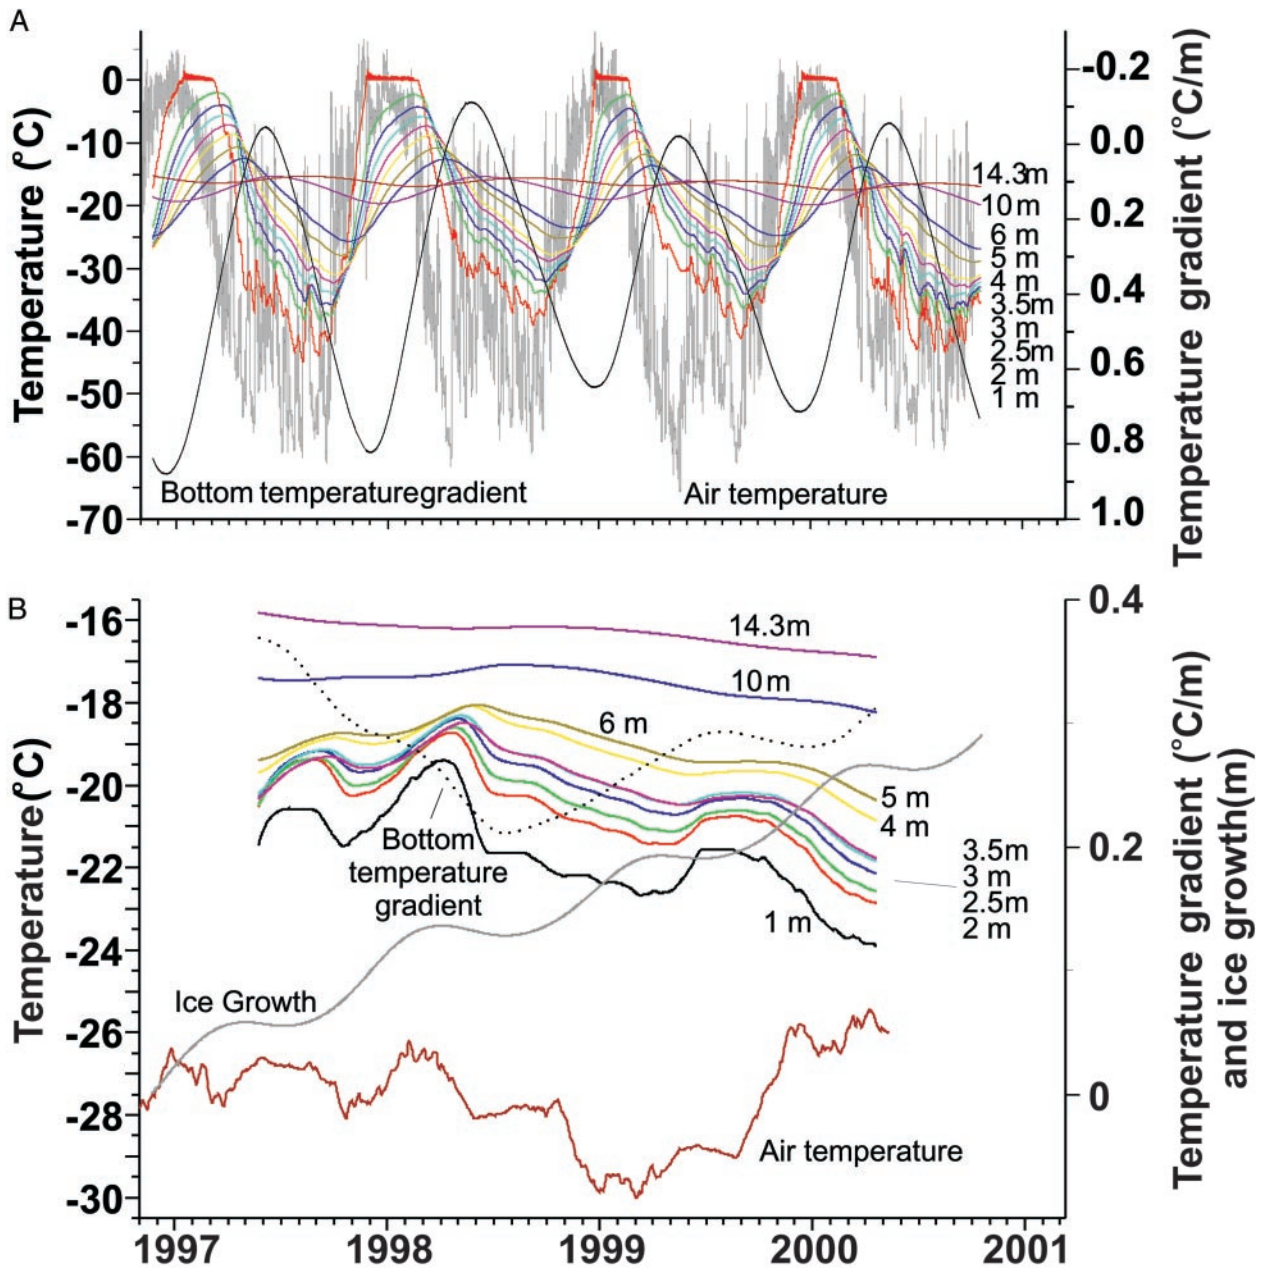 A
Temperature (°C)
0
-10
-20
-30
-40
-50
-60
-70
-0.2
0.0
0.2
0.4
0.6
0.8
1.0
Temperature gradient (°C/m)
14.3m
10 m
6 m
5 m
4 m
3.5m
3 m
2.5m
2 m
1 m
Bottom temperaturegradient
Air temperature
1997
1998
1999
2000
2001
B
Temperature(°C)
-16
-18
-20
-22
-24
-26
-28
-30
0.4
0.2
0
Temperature gradient (°C/m)
and ice growth(m)
14.3m
10 m
6 m
5 m
4 m
3.5m
3 m
2.5m
2 m
1 m
Bottom
temperature
gradient
Ice Growth
Air temperature